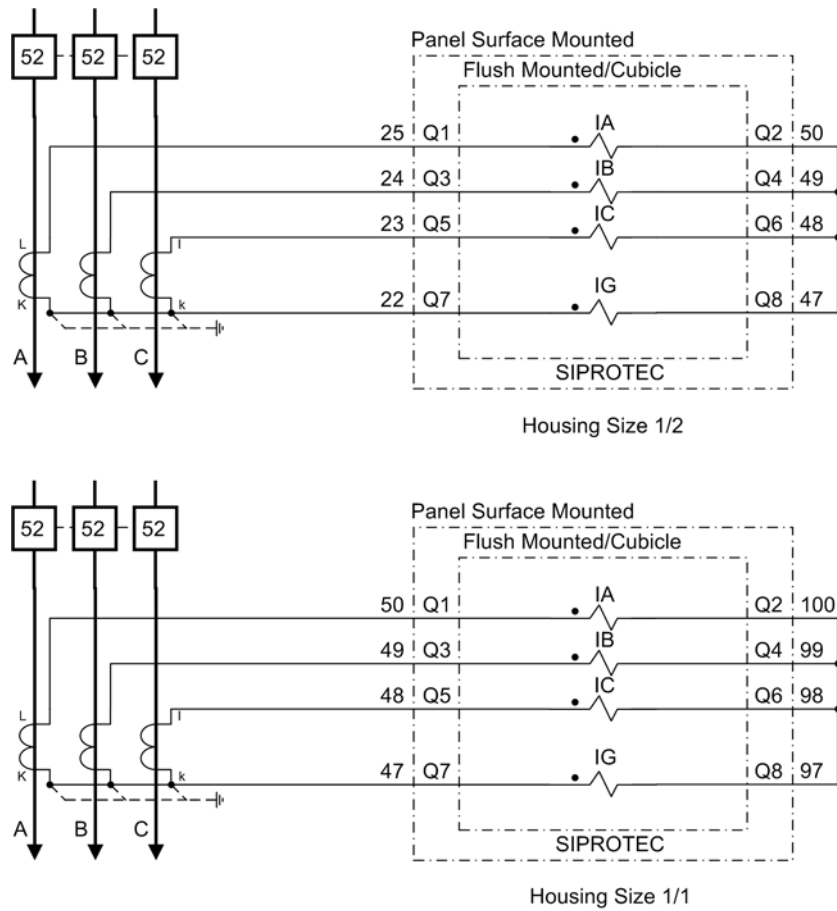 52 52 52
Panel Surface Mounted
Flush Mounted/Cubicle
25 Q1 IA Q2 50
24 Q3 IB Q4 49
23 Q5 IC Q6 48
L l
K k
22 Q7 IG Q8 47
A B C
SIPROTEC
Housing Size 1/2
52 52 52
Panel Surface Mounted
Flush Mounted/Cubicle
50 Q1 IA Q2 100
49 Q3 IB Q4 99
48 Q5 IC Q6 98
L l
K k
47 Q7 IG Q8 97
A B C
SIPROTEC
Housing Size 1/1